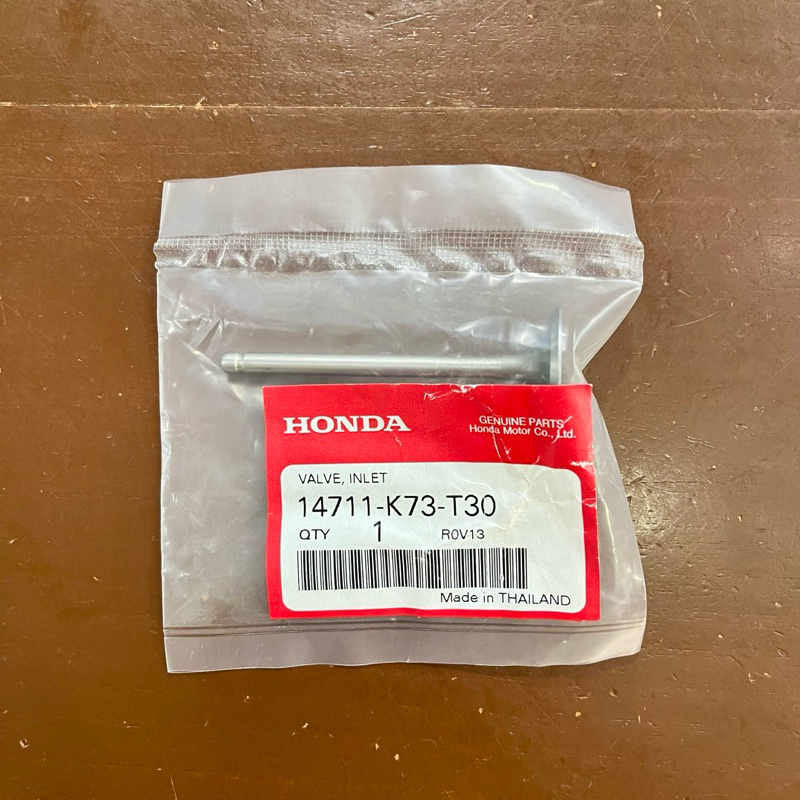 HONDA
GENUINE PARTS
Honda Motor Co., Ltd.
VALVE, INLET
14711-K73-T30
QTY 1 R0V13
Made in THAILAND